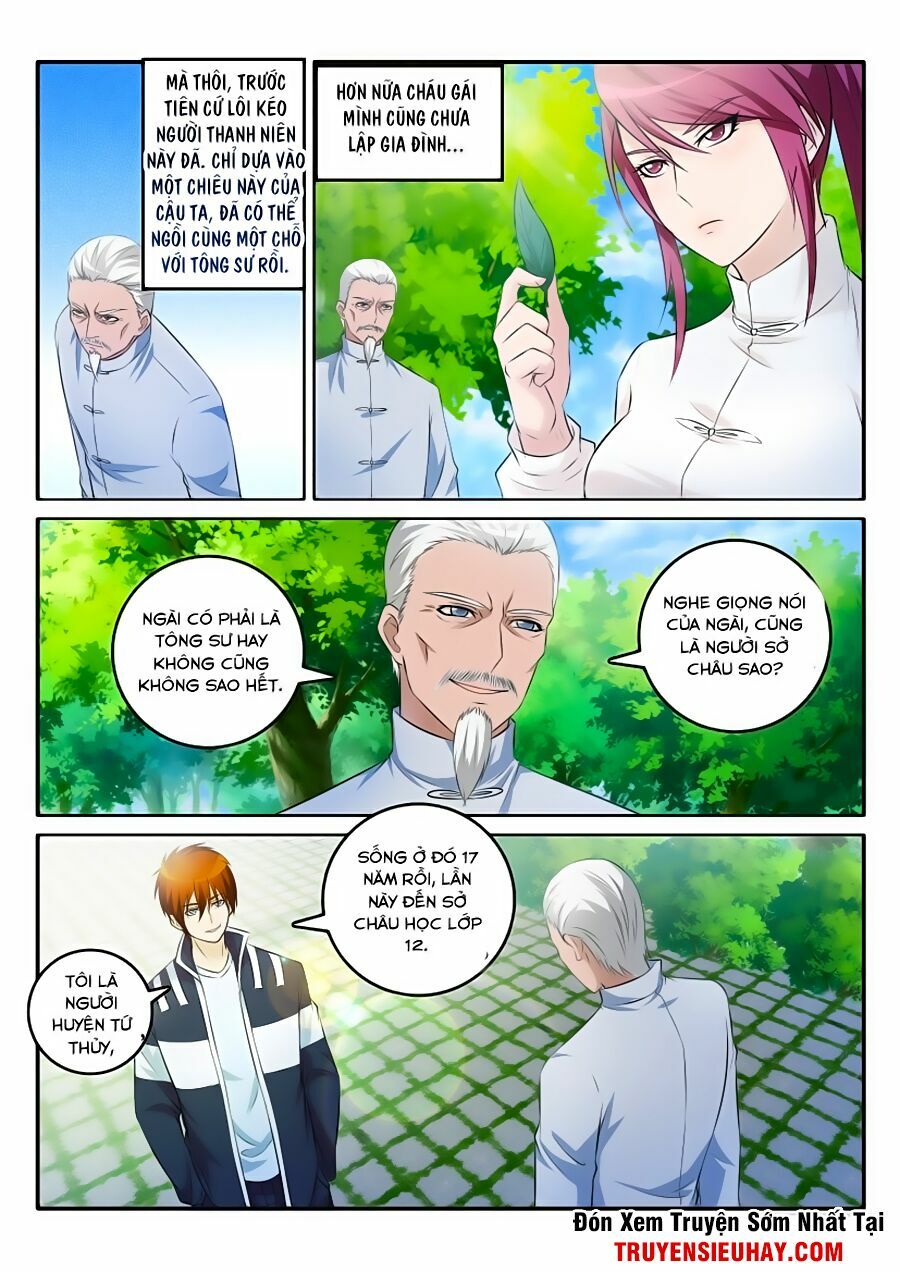 MÀ THÔI, TRƯỚC
TIÊN CỨ LÔI KÉO
NGƯỜI THANH NIÊN
NÀY ĐÃ. CHỈ DỰA VÀO
MỘT CHIÊU NÀY CỦA
CẬU TA, ĐÃ CÓ THỂ
NGỒI CÙNG MỘT CHỖ
VỚI TÔNG SƯ RỒI.
HƠN NỮA CHÁU GÁI
MÌNH CŨNG CHƯA
LẬP GIA ĐÌNH...
NGÀI CÓ PHẢI LÀ
TÔNG SƯ HAY
KHÔNG CŨNG
KHÔNG SAO HẾT.
NGHE GIỌNG NÓI
CỦA NGÀI, CŨNG
LÀ NGƯỜI SỞ
CHÂU SAO?
TÔI LÀ
NGƯỜI
HUYỆN TỨ
THỦY,
SỐNG Ở ĐÓ 17
NĂM RỒI, LẦN
NÀY ĐẾN SỞ
CHÂU HỌC LỚP
12.
Đón Xem Truyện Sớm Nhất Tại
TRUYENSIEUHAY.COM